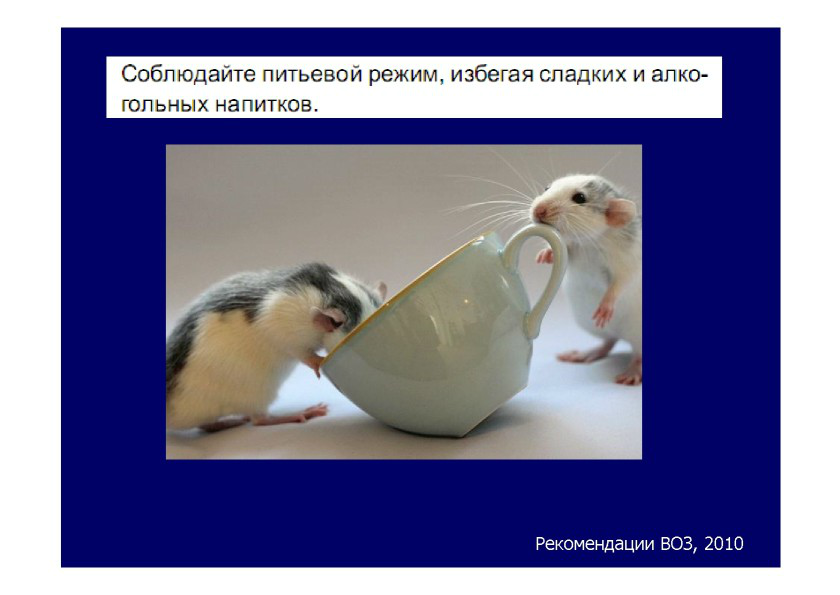 Соблюдайте питьевой режим, избегая сладких и алко-
гольных напитков.
Рекомендации ВОЗ, 2010